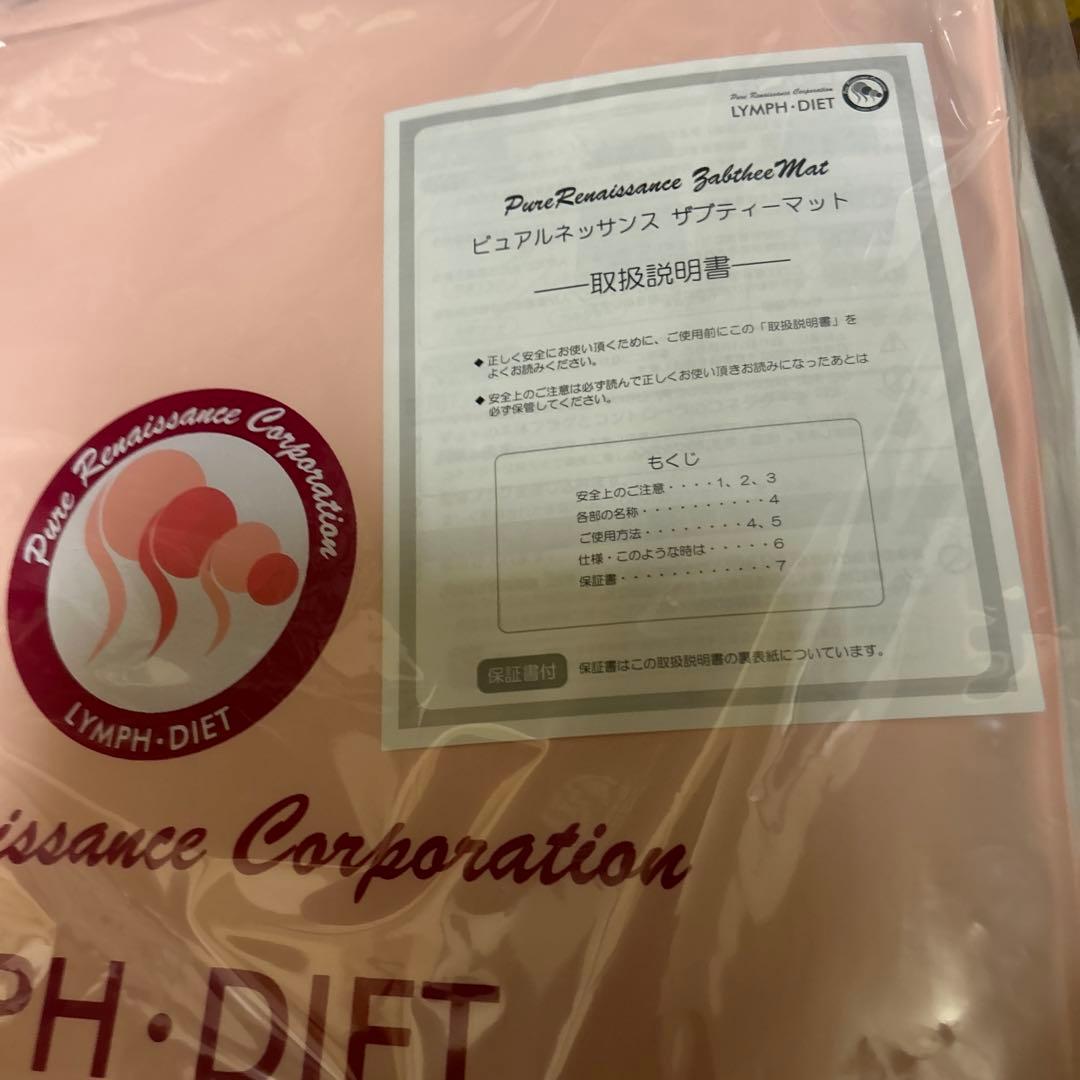 Pure Renaissance Corporation
LYMPH・DIET
PureRenaissance ZabtheeMat
ピュアルネッサンス ザブティーマット
——取扱説明書——
◆ 正しく安全にお使い頂くために、ご使用前にこの「取扱説明書」を
よくお読みください。
◆ 安全上のご注意は必ず読んで正しくお使い頂きお読みになったあとは
必ず保管してください。
もくじ
安全上のご注意・・・・1、2、3
各部の名称・・・・・・・・・4
ご使用方法・・・・・・・・4、5
仕様・このような時は・・・・・6
保証書・・・・・・・・・・・・7
保証書付 保証書はこの取扱説明書の裏表紙についています。
Pure Renaissance Corporation
LYMPH・DIET
issance Corporation
PH・DIET